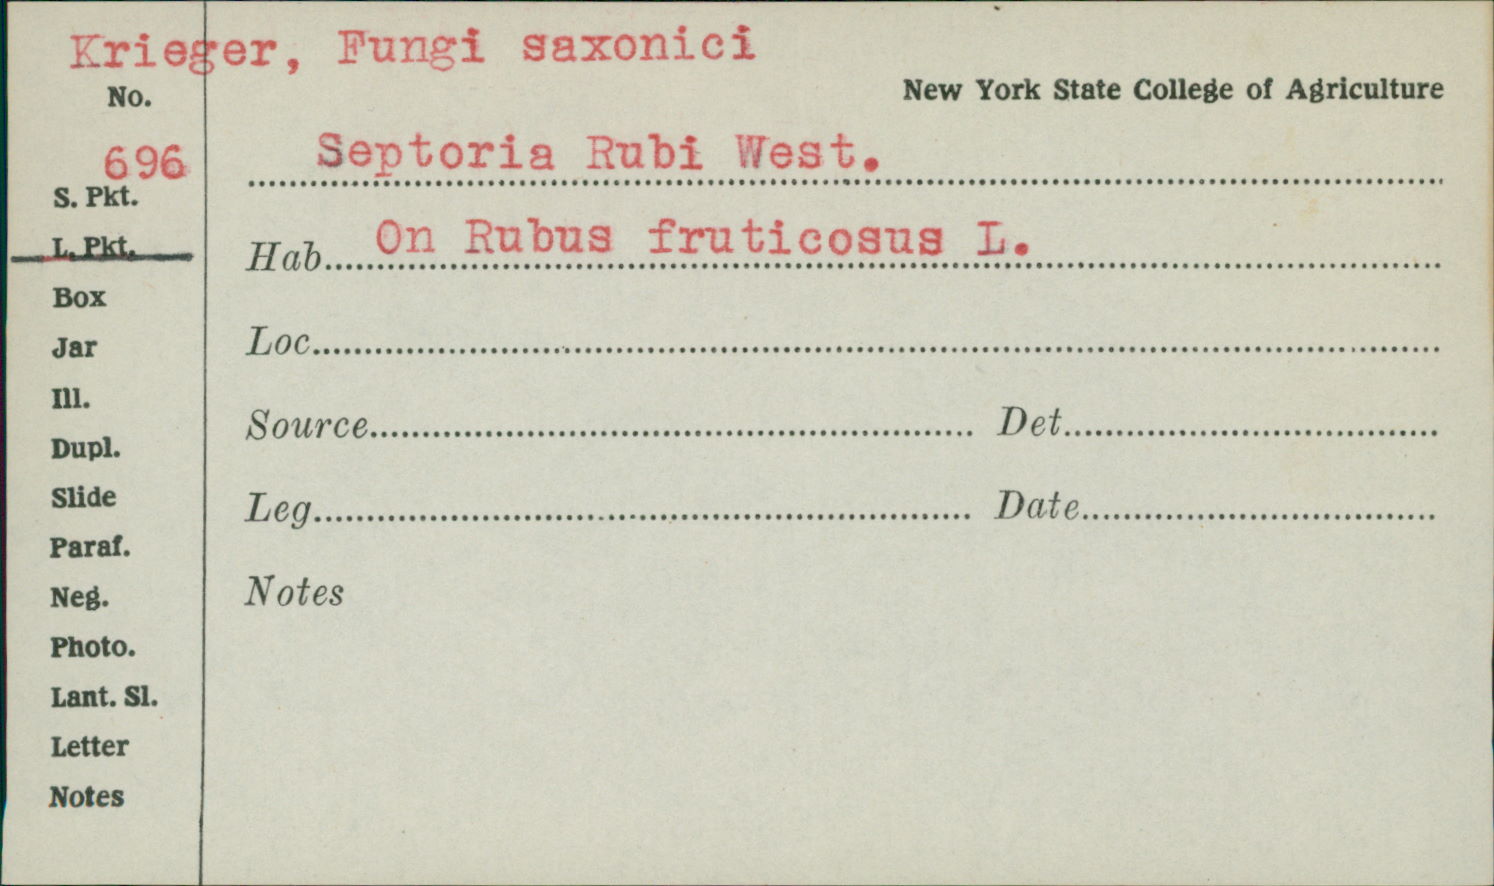 Krieger, Fungi saxonici
No.
New York State College of Agriculture
696
Septoria Rubi West.
S. Pkt.
L. Pkt.
Hab. On Rubus fruticosus L.
Box
Jar
Loc.
Ill.
Source
Det.
Dupl.
Slide
Leg.
Date
Paraf.
Neg.
Notes
Photo.
Lant. Sl.
Letter
Notes